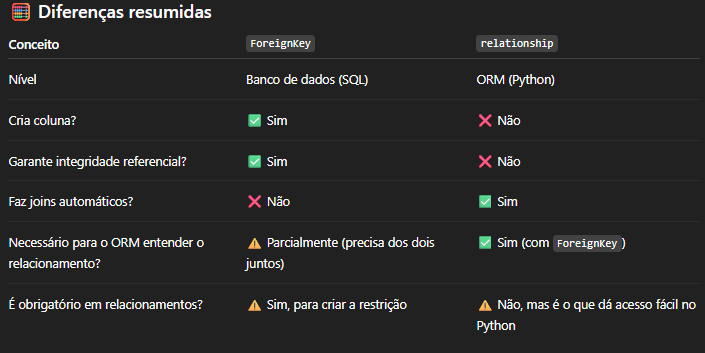 🧮 Diferenças resumidas
Conceito ForeignKey relationship
Nível Banco de dados (SQL) ORM (Python)
Cria coluna? ✅ Sim ❌ Não
Garante integridade referencial? ✅ Sim ❌ Não
Faz joins automáticos? ❌ Não ✅ Sim
Necessário para o ORM entender o ⚠️ Parcialmente (precisa dos dois ✅ Sim (com ForeignKey)
relacionamento? juntos)
É obrigatório em relacionamentos? ⚠️ Sim, para criar a restrição ⚠️ Não, mas é o que dá acesso fácil no
Python